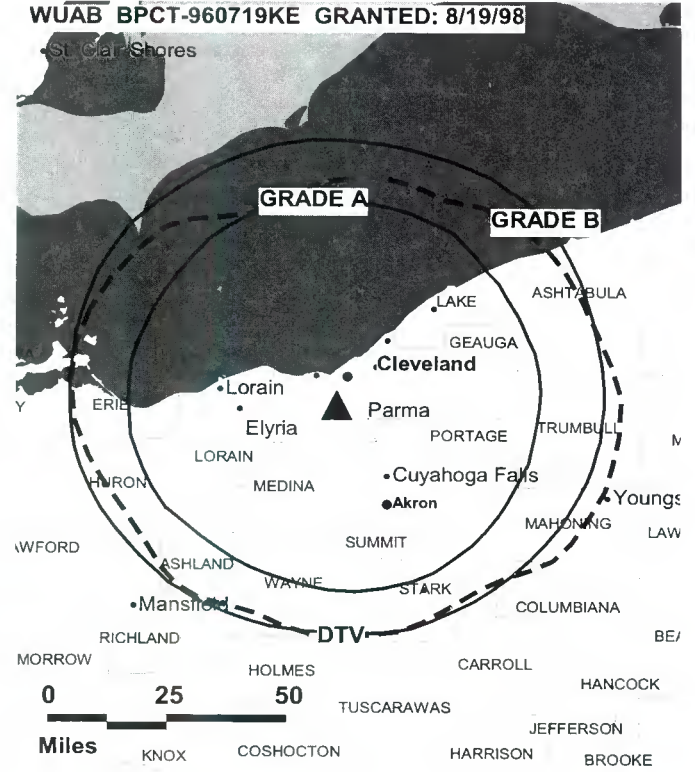 WUAB BPCT-960719KE GRANTED: 8/19/98
St Clair Shores
GRADE A
GRADE B
ASHTABULA
LAKE
GEAUGA
Cleveland
Lorain
ERIE
Y
Parma
Elyria
TRUMBULL
PORTAGE
M
LORAIN
Cuyahoga Falls
HURON
MEDINA
Youngs
Akron
MAHONING
LAW
SUMMIT
AWFORD
ASHLAND
WAYNE
STARK
Mansfield
COLUMBIANA
DTV
RICHLAND
BEA
MORROW
HOLMES
CARROLL
HANCOCK
0 25 50
TUSCARAWAS
JEFFERSON
Miles
KNOX
COSHOCTON
HARRISON
BROOKE